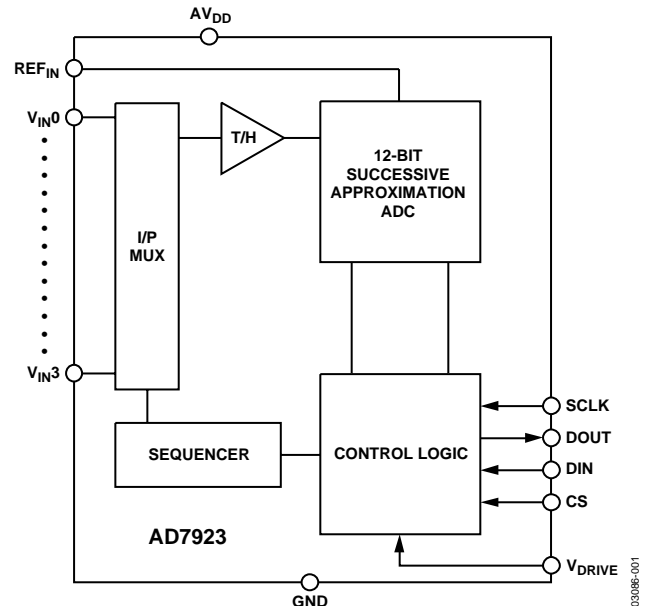 AVDD
REFIN
VIN0
T/H
12-BIT
SUCCESSIVE
APPROXIMATION
ADC
I/P
MUX
VIN3
SCLK
DOUT
DIN
CS
SEQUENCER
CONTROL LOGIC
AD7923
VDRIVE
GND
03086-001